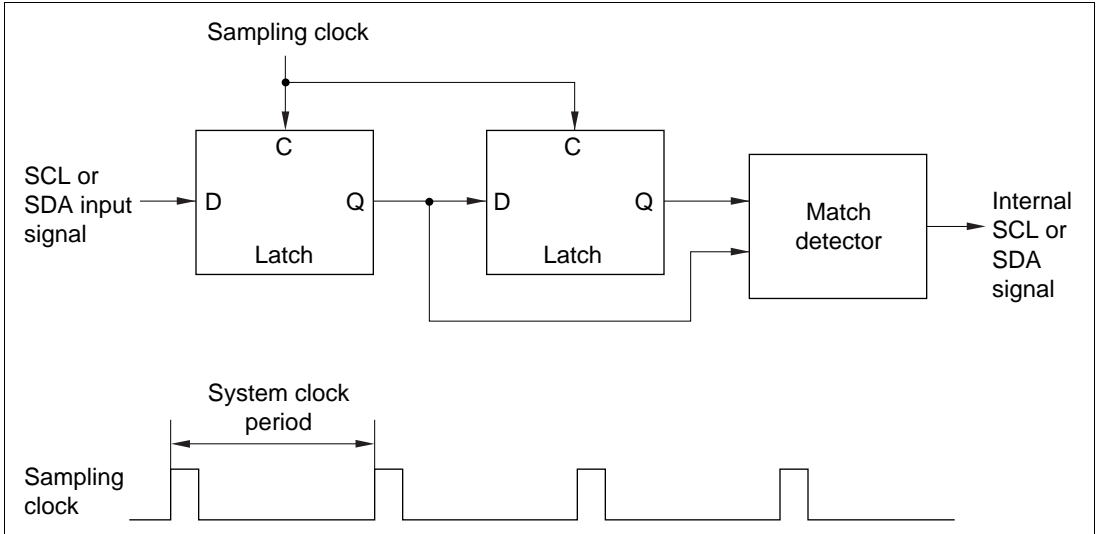 Sampling clock
C
C
SCL or
SDA input
signal
D
Q
D
Q
Latch
Latch
Match
detector
Internal
SCL or
SDA
signal
System clock
period
Sampling
clock